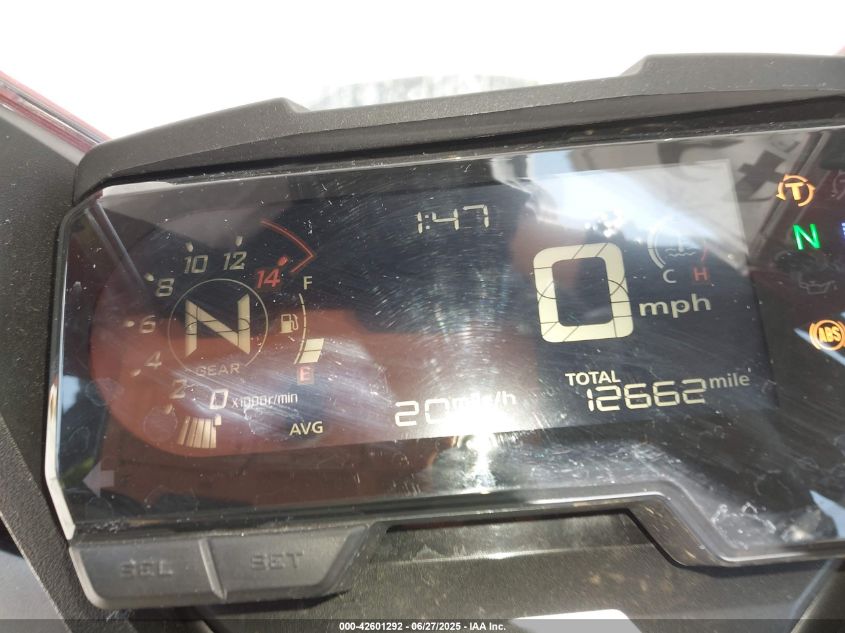 1:47
T
N
10 12
8 14
F
6 N
C H
0 mph
GEAR
4
E
ABS
2
0 x1000r/min
TOTAL
12662 mile
AVG
20 mile/h
SEL SET
000-42601292 - 06/27/2025 - IAA Inc.